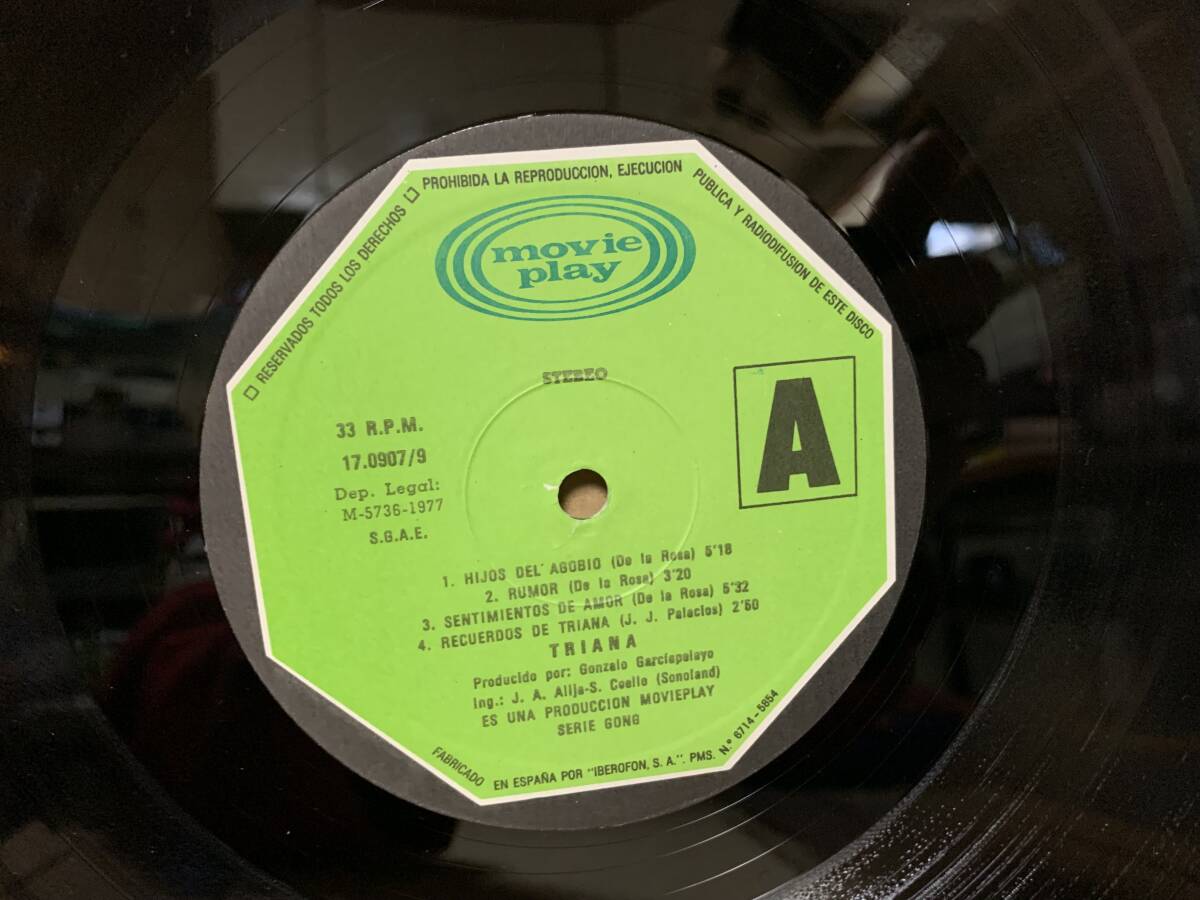 □ RESERVADOS TODOS LOS DERECHOS □ PROHIBIDA LA REPRODUCCION, EJECUCION PUBLICA Y RADIODIFUSION DE ESTE DISCO
movie
play
STEREO
A
33 R.P.M.
17.0907/9
Dep. Legal:
M-5736-1977
S.G.A.E.
1. HIJOS DEL AGOBIO (De la Rosa) 5'18
2. RUMOR (De la Rosa) 3'20
3. SENTIMIENTOS DE AMOR (De la Rosa) 5'32
4. RECUERDOS DE TRIANA (J. J. Palacios) 2'50
TRIANA
Producido por: Gonzalo Garciapelayo
Ing.: J. A. Alija-S. Coello (Sonoland)
ES UNA PRODUCCION MOVIEPLAY
SERIE GONG
FABRICADO EN ESPAÑA POR "IBEROFON, S. A.". PMS. N.º 6714 - 5854